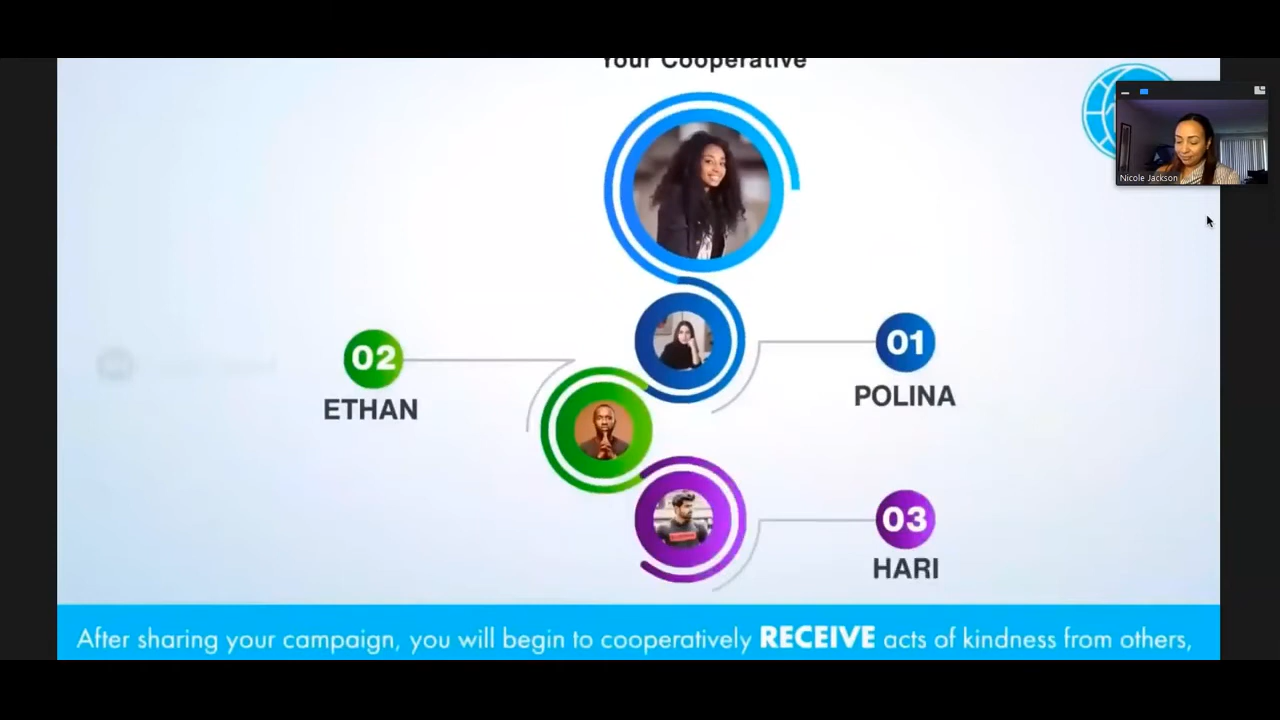 Your Cooperative
Nicole Jackson
02
ETHAN
01
POLINA
03
HARI
After sharing your campaign, you will begin to cooperatively RECEIVE acts of kindness from others,